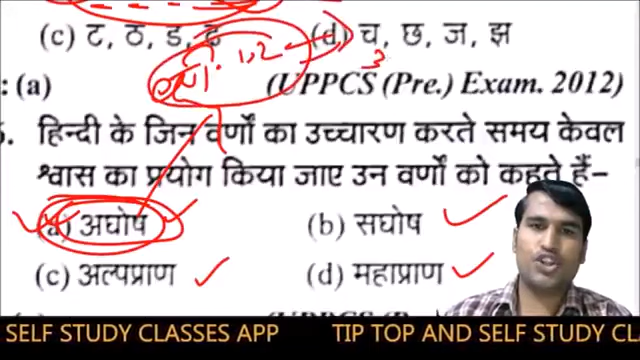 (c) ट, ठ, ड, ढ (d) च, छ, ज, झ
: (a) (UPPCS (Pre.) Exam. 2012)
हिन्दी के जिन वर्णों का उच्चारण करते समय केवल
श्वास का प्रयोग किया जाए उन वर्णों को कहते हैं–
(a) अघोष (b) सघोष
(c) अल्पप्राण (d) महाप्राण
SELF STUDY CLASSES APP TIP TOP AND SELF STUDY CL